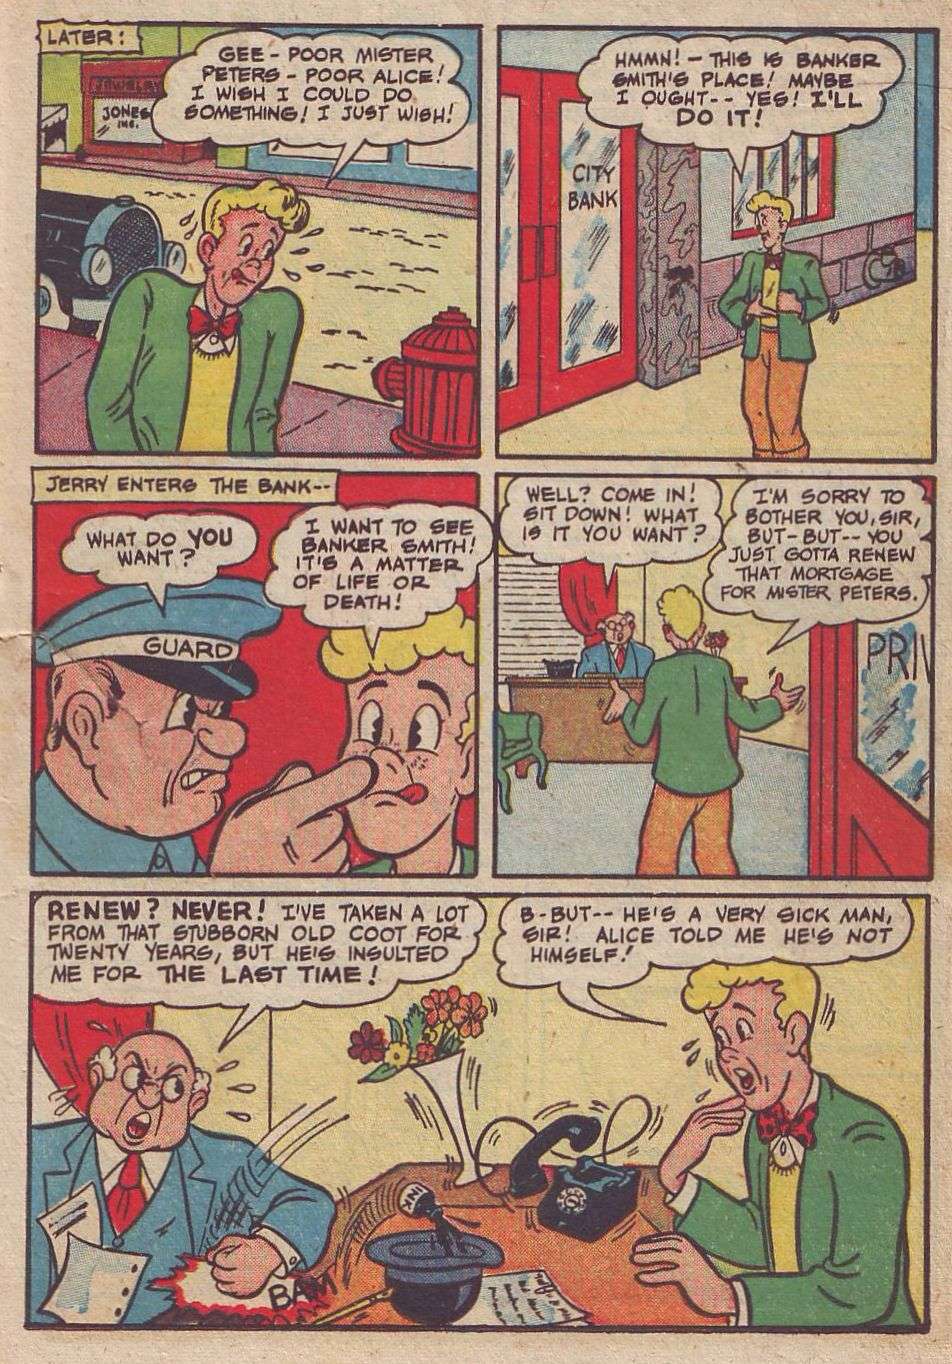 LATER!
GEE - POOR MISTER
PETERS - POOR ALICE!
I WISH I COULD DO
SOMETHING! I JUST WISH!
JEWELRY
JONES
INC.
HMMN! - THIS IS BANKER
SMITH'S PLACE! MAYBE
I OUGHT -- YES! I'LL
DO IT!
CITY
BANK
JERRY ENTERS THE BANK--
WHAT DO YOU
WANT?
I WANT TO SEE
BANKER SMITH!
IT'S A MATTER
OF LIFE OR
DEATH!
GUARD
WELL? COME IN!
SIT DOWN! WHAT
IS IT YOU WANT?
I'M SORRY TO
BOTHER YOU, SIR,
BUT-BUT-- YOU
JUST GOTTA RENEW
THAT MORTGAGE
FOR MISTER PETERS.
PRIV
RENEW? NEVER! I'VE TAKEN A LOT
FROM THAT STUBBORN OLD COOT FOR
TWENTY YEARS, BUT HE'S INSULTED
ME FOR THE LAST TIME!
B-BUT-- HE'S A VERY SICK MAN,
SIR! ALICE TOLD ME HE'S NOT
HIMSELF!
INK
BAM